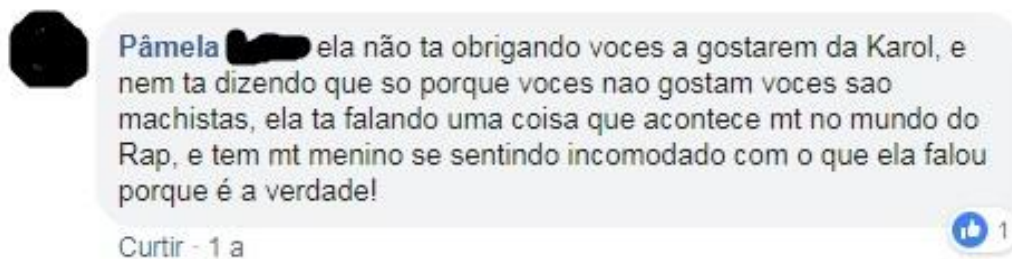 Pâmela ela não ta obrigando voces a gostarem da Karol, e
nem ta dizendo que so porque voces nao gostam voces sao
machistas, ela ta falando uma coisa que acontece mt no mundo do
Rap, e tem mt menino se sentindo incomodado com o que ela falou
porque é a verdade!
1
Curtir · 1 a